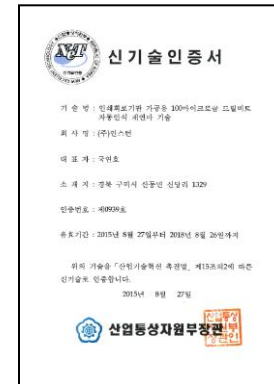 NeT
신기술인증서
기 술 명 : 인쇄회로기판 가공용 100마이크로급 드릴비트
자동인식 재연마 기술
회 사 명 : (주)인스턴
대 표 자 : 국연호
소 재 지 : 경북 구미시 산동면 신당리 1329
인증번호 : 제0939호
유효기간 : 2015년 8월 27일부터 2018년 8월 26일까지
위의 기술을 「산업기술혁신 촉진법」 제15조의2에 따른
신기술로 인증합니다.
2015년 8월 27일
산업통상자원부장관